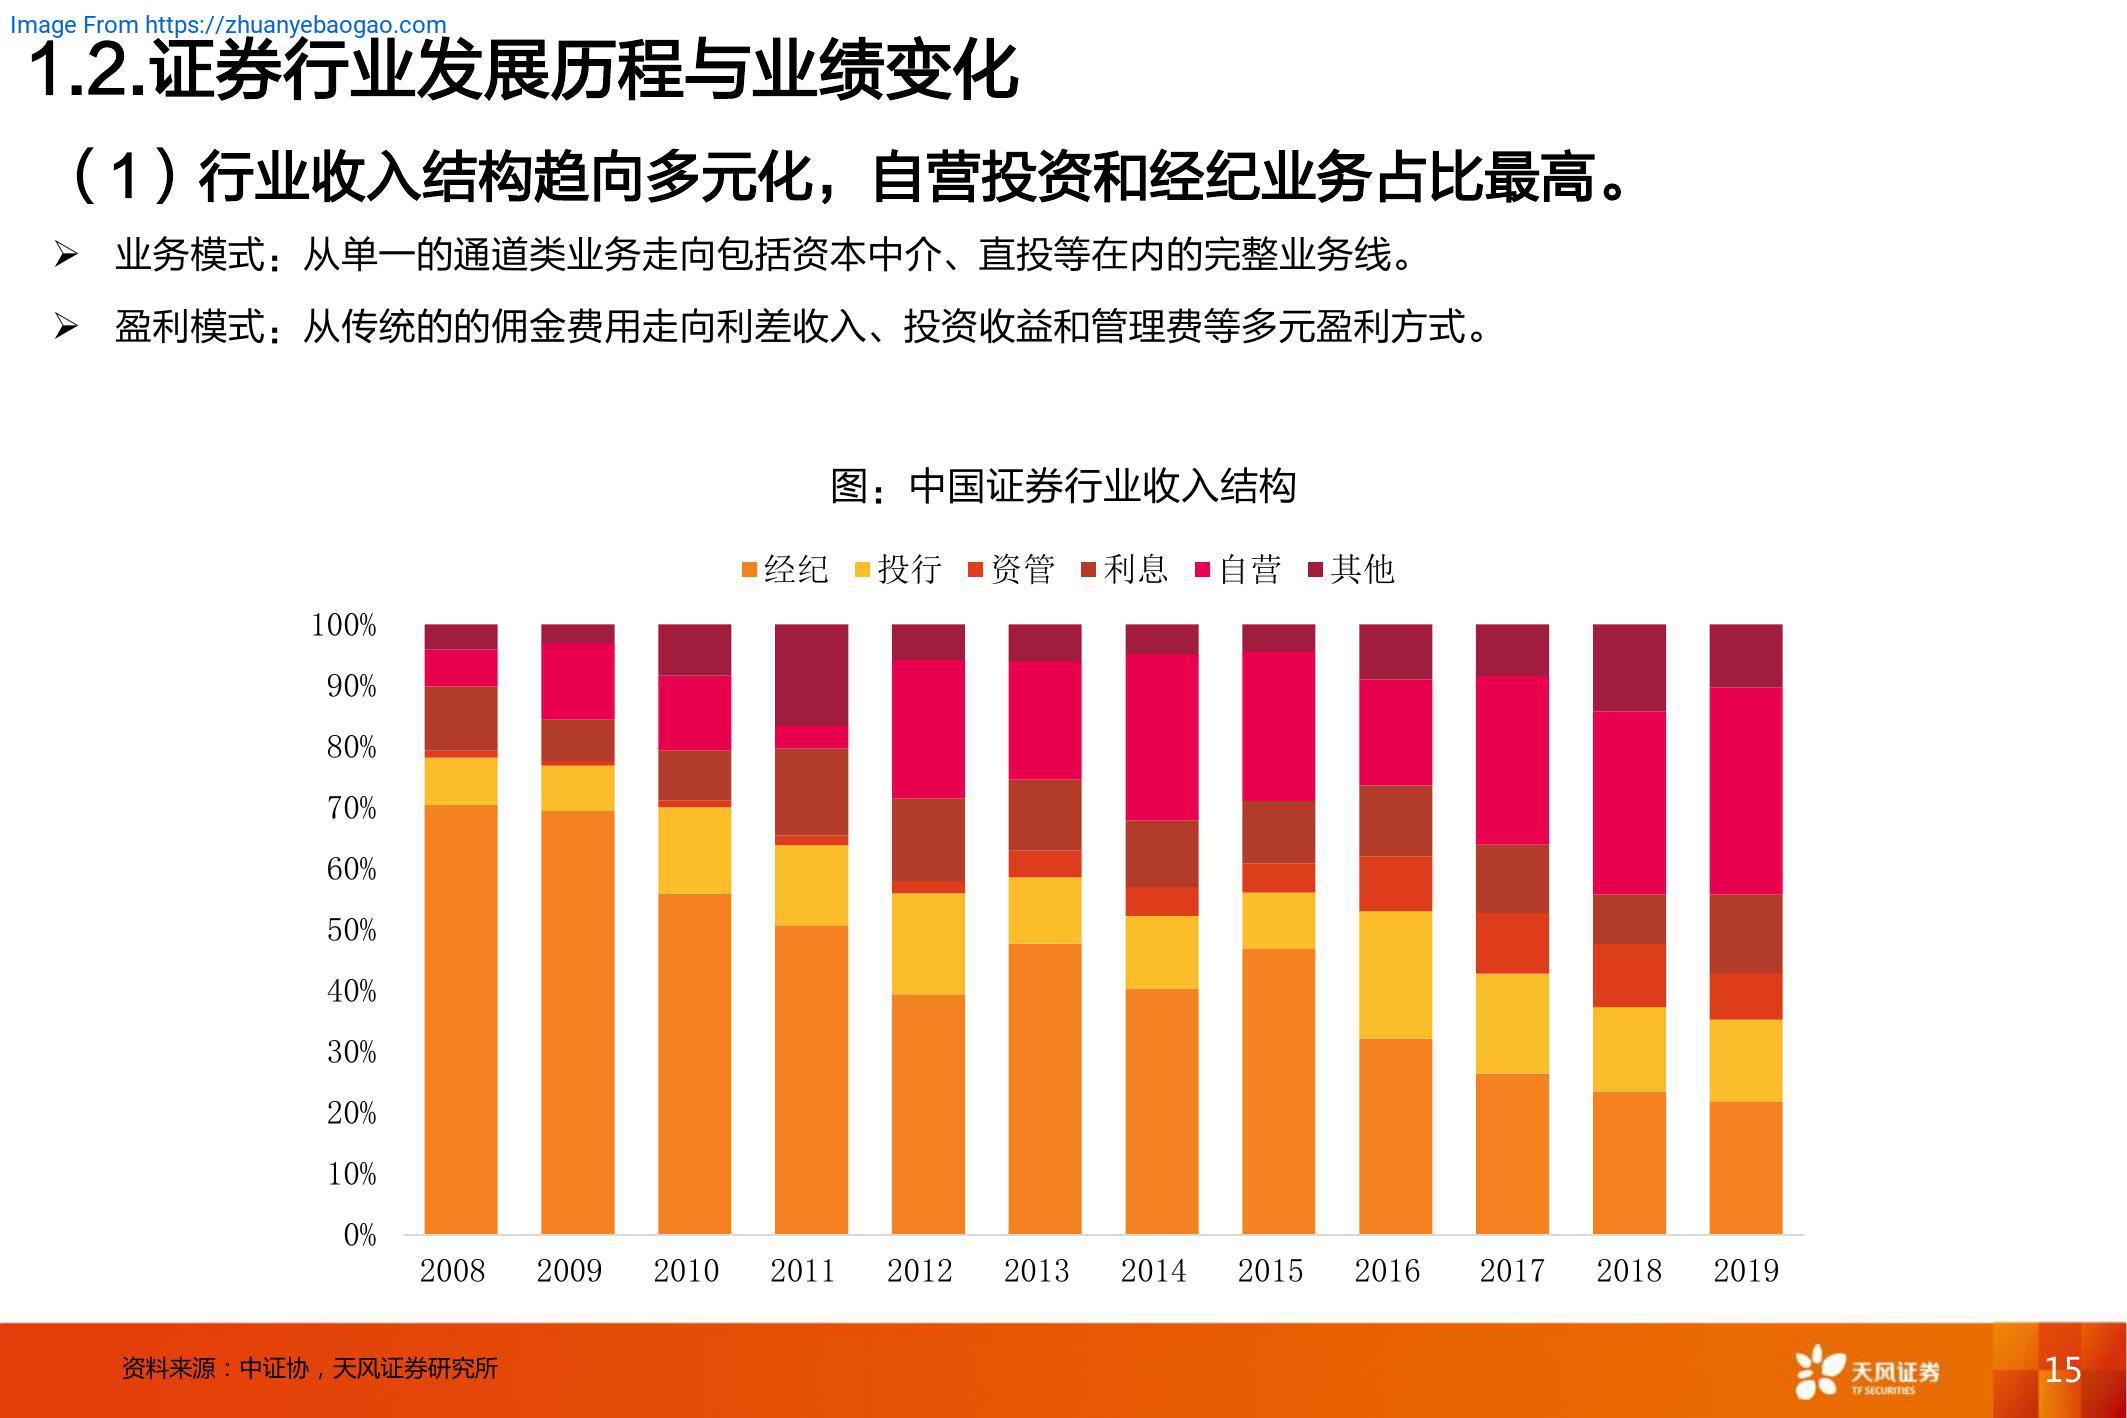 Image From https://zhuanyebaogao.com
1.2.证券行业发展历程与业绩变化
（1）行业收入结构趋向多元化，自营投资和经纪业务占比最高。
➢ 业务模式：从单一的通道类业务走向包括资本中介、直投等在内的完整业务线。
➢ 盈利模式：从传统的的佣金费用走向利差收入、投资收益和管理费等多元盈利方式。
图：中国证券行业收入结构
经纪 投行 资管 利息 自营 其他
100%
90%
80%
70%
60%
50%
40%
30%
20%
10%
0%
2008 2009 2010 2011 2012 2013 2014 2015 2016 2017 2018 2019
资料来源：中证协，天风证券研究所
天风证券
TF SECURITIES
15